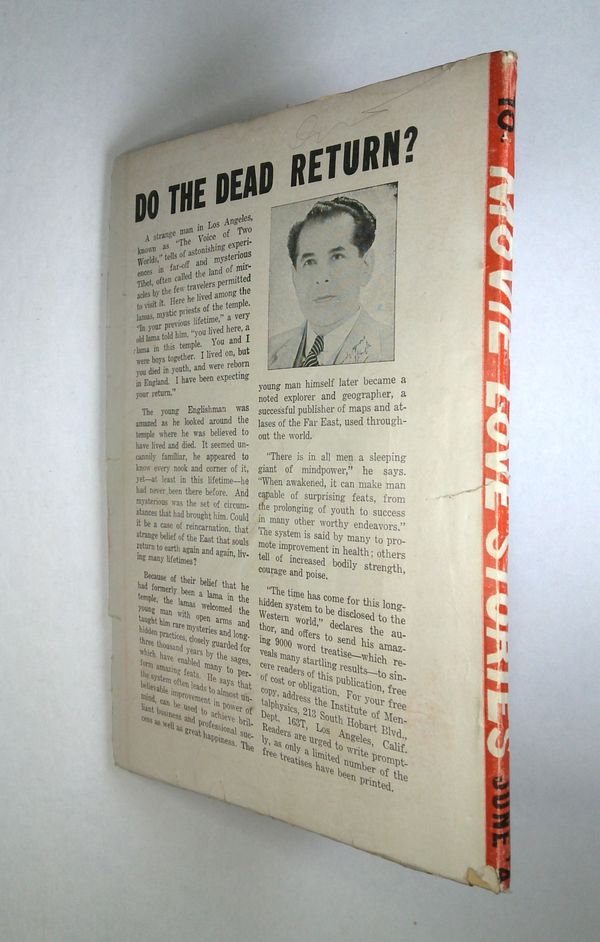 DO THE DEAD RETURN?
A strange man in Los Angeles,
known as "The Voice of Two
Worlds," tells of astonishing experi-
ences in far-off and mysterious
Tibet, often called the land of mir-
acles by the few travelers permitted
to visit it. Here he lived among the
lamas, mystic priests of the temple.
"In your previous lifetime," a very
old lama told him, "you lived here, a
lama in this temple. You and I
were boys together. I lived on, but
you died in youth, and were reborn
in England. I have been expecting
your return."
The young Englishman was
amazed as he looked around the
temple where he was believed to
have lived and died. It seemed un-
cannily familiar, he appeared to
know every nook and corner of it,
yet—at least in this lifetime—he
had never been there before. And
mysterious was the set of circum-
stances that had brought him. Could
it be a case of reincarnation, that
strange belief of the East that souls
return to earth again and again, liv-
ing many lifetimes?
Because of their belief that he
had formerly been a lama in the
temple, the lamas welcomed the
young man with open arms and
taught him rare mysteries and long-
hidden practices, closely guarded for
three thousand years by the sages,
which have enabled many to per-
form amazing feats. He says that
the system often leads to almost un-
believable improvement in power of
mind, can be used to achieve bril-
liant business and professional suc-
cess as well as great happiness. The
young man himself later became a
noted explorer and geographer, a
successful publisher of maps and at-
lases of the Far East, used through-
out the world.
"There is in all men a sleeping
giant of mindpower," he says.
"When awakened, it can make man
capable of surprising feats, from
the prolonging of youth to success
in many other worthy endeavors."
The system is said by many to pro-
mote improvement in health; others
tell of increased bodily strength,
courage and poise.
"The time has come for this long-
hidden system to be disclosed to the
Western world," declares the au-
thor, and offers to send his amaz-
ing 9000 word treatise—which re-
veals many startling results—to sin-
cere readers of this publication, free
of cost or obligation. For your free
copy, address the Institute of Men-
talphysics, 213 South Hobart Blvd.,
Dept. 163T, Los Angeles, Calif.
Readers are urged to write prompt-
ly, as only a limited number of the
free treatises have been printed.
10¢ MOVIE LOVE STORIES JUNE